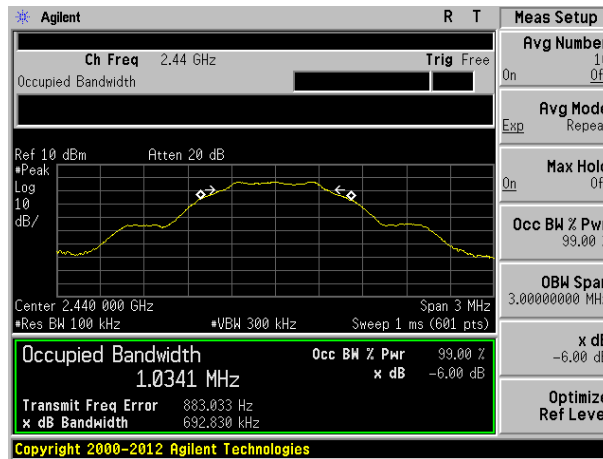 Agilent R T Meas Setup
Ch Freq 2.44 GHz Trig Free
Occupied Bandwidth
Avg Number
On
Avg Mode
Exp Repea
Max Hold
On
Occ BW % Pwr
99.00
OBW Span
3.00000000 MH
x dB
-6.00 dB
Optimize
Ref Level
Ref 10 dBm Atten 20 dB
#Peak
Log
10
dB/
Center 2.440 000 GHz Span 3 MHz
#Res BW 100 kHz #VBW 300 kHz Sweep 1 ms (601 pts)
Occupied Bandwidth Occ BW % Pwr 99.00 %
1.0341 MHz x dB -6.00 dB
Transmit Freq Error 883.033 Hz
x dB Bandwidth 692.830 kHz
Copyright 2000-2012 Agilent Technologies